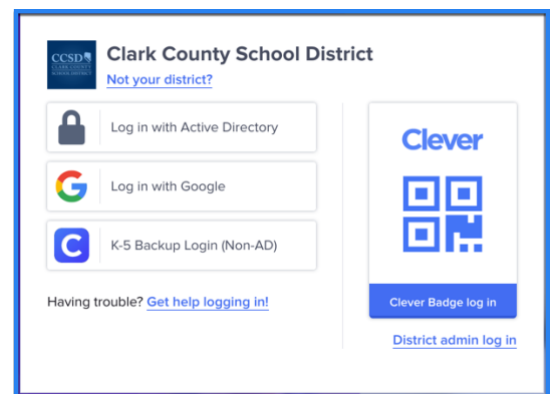 CCSD
CLARK COUNTY
SCHOOL DISTRICT
Clark County School District
Not your district?
Log in with Active Directory
Log in with Google
K-5 Backup Login (Non-AD)
Having trouble? Get help logging in!
Clever
Clever Badge log in
District admin log in